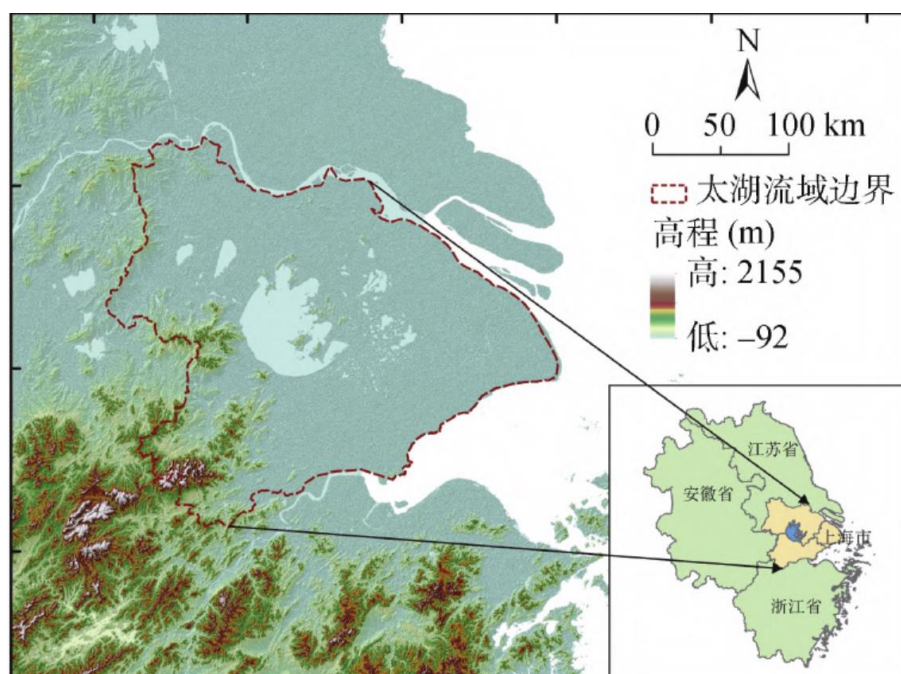 N
0 50 100 km
太湖流域边界
高程 (m)
高: 2155
低: –92
江苏省
安徽省
上海市
浙江省